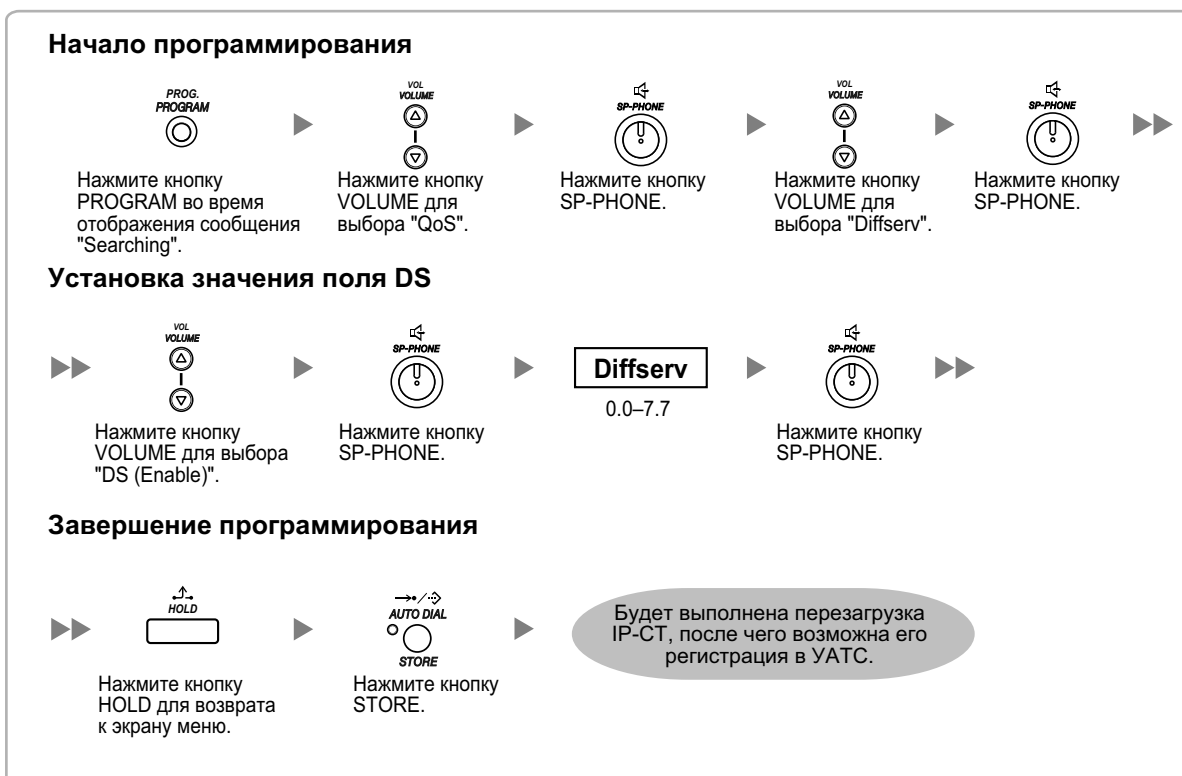 Начало программирования
PROG.
PROGRAM
Нажмите кнопку
PROGRAM во время
отображения сообщения
"Searching".
VOL
VOLUME
Нажмите кнопку
VOLUME для
выбора "QoS".
SP-PHONE
Нажмите кнопку
SP-PHONE.
VOL
VOLUME
Нажмите кнопку
VOLUME для
выбора "Diffserv".
SP-PHONE
Нажмите кнопку
SP-PHONE.
Установка значения поля DS
VOL
VOLUME
Нажмите кнопку
VOLUME для выбора
"DS (Enable)".
SP-PHONE
Нажмите кнопку
SP-PHONE.
Diffserv
0.0–7.7
SP-PHONE
Нажмите кнопку
SP-PHONE.
Завершение программирования
HOLD
Нажмите кнопку
HOLD для возврата
к экрану меню.
AUTO DIAL
STORE
Нажмите кнопку
STORE.
Будет выполнена перезагрузка
IP-CT, после чего возможна его
регистрация в УАТС.